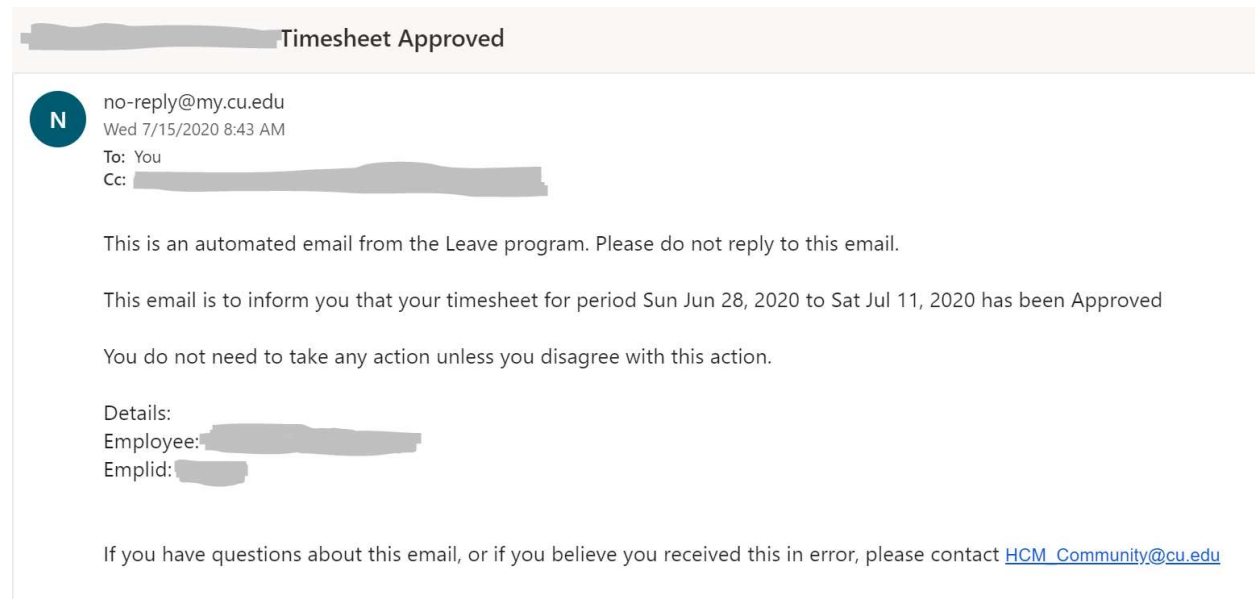 Timesheet Approved
N
no-reply@my.cu.edu
Wed 7/15/2020 8:43 AM
To: You
Cc:
This is an automated email from the Leave program. Please do not reply to this email.
This email is to inform you that your timesheet for period Sun Jun 28, 2020 to Sat Jul 11, 2020 has been Approved
You do not need to take any action unless you disagree with this action.
Details:
Employee:
Emplid:
If you have questions about this email, or if you believe you received this in error, please contact HCM_Community@cu.edu